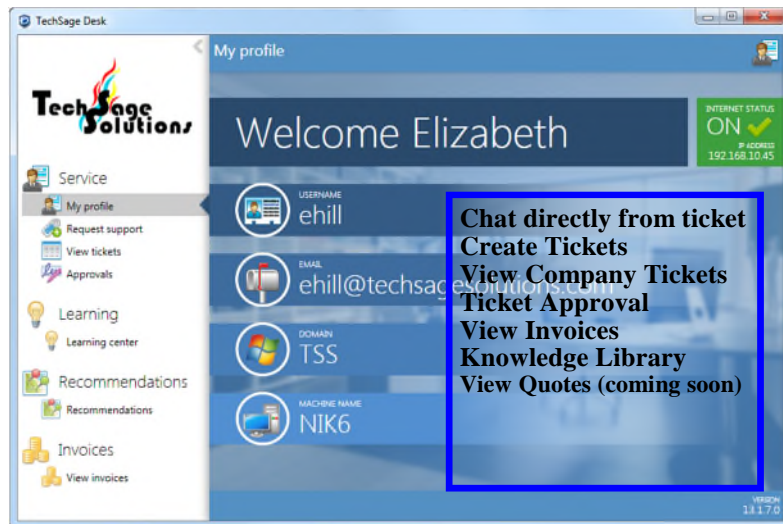 TechSage Desk
TechSage
Solutions
My profile
Welcome Elizabeth
INTERNET STATUS
ON
IP ADDRESS
192.168.10.45
Service
My profile
Request support
View tickets
Approvals
Learning
Learning center
Recommendations
Recommendations
Invoices
View invoices
USERNAME
ehill
EMAIL
ehill@techsagesolutions.com
DOMAIN
TSS
MACHINE NAME
NIK6
Chat directly from ticket
Create Tickets
View Company Tickets
Ticket Approval
View Invoices
Knowledge Library
View Quotes (coming soon)
VERSION
13.1.7.0